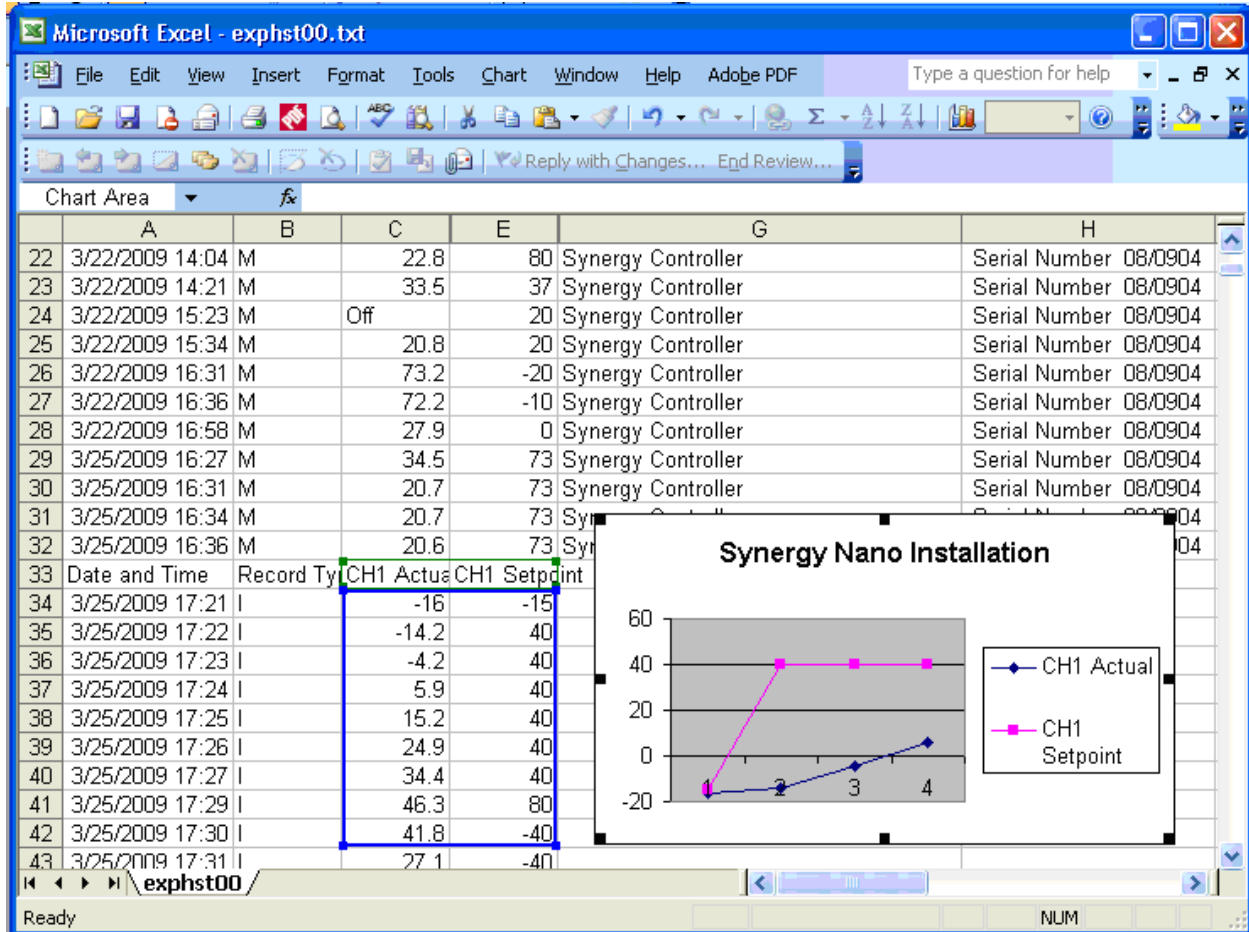 Microsoft Excel - exphst00.txt
File Edit View Insert Format Tools Chart Window Help Adobe PDF Type a question for help
Reply with Changes... End Review...
Chart Area fx
A B C E G H
22 3/22/2009 14:04 M 22.8 80 Synergy Controller Serial Number 08/0904
23 3/22/2009 14:21 M 33.5 37 Synergy Controller Serial Number 08/0904
24 3/22/2009 15:23 M Off 20 Synergy Controller Serial Number 08/0904
25 3/22/2009 15:34 M 20.8 20 Synergy Controller Serial Number 08/0904
26 3/22/2009 16:31 M 73.2 -20 Synergy Controller Serial Number 08/0904
27 3/22/2009 16:36 M 72.2 -10 Synergy Controller Serial Number 08/0904
28 3/22/2009 16:58 M 27.9 0 Synergy Controller Serial Number 08/0904
29 3/25/2009 16:27 M 34.5 73 Synergy Controller Serial Number 08/0904
30 3/25/2009 16:31 M 20.7 73 Synergy Controller Serial Number 08/0904
31 3/25/2009 16:34 M 20.7 73 Sy 04
32 3/25/2009 16:36 M 20.6 73 Syr 04
33 Date and Time Record Ty CH1 Actua CH1 Setpoint
34 3/25/2009 17:21 I -16 -15
35 3/25/2009 17:22 I -14.2 40
36 3/25/2009 17:23 I -4.2 40
37 3/25/2009 17:24 I 5.9 40
38 3/25/2009 17:25 I 15.2 40
39 3/25/2009 17:26 I 24.9 40
40 3/25/2009 17:27 I 34.4 40
41 3/25/2009 17:29 I 46.3 80
42 3/25/2009 17:30 I 41.8 -40
43 3/25/2009 17:31 I 27.1 -40
Synergy Nano Installation
60
40
20
0
-20
1 2 3 4
CH1 Actual
CH1
Setpoint
exphst00
Ready NUM